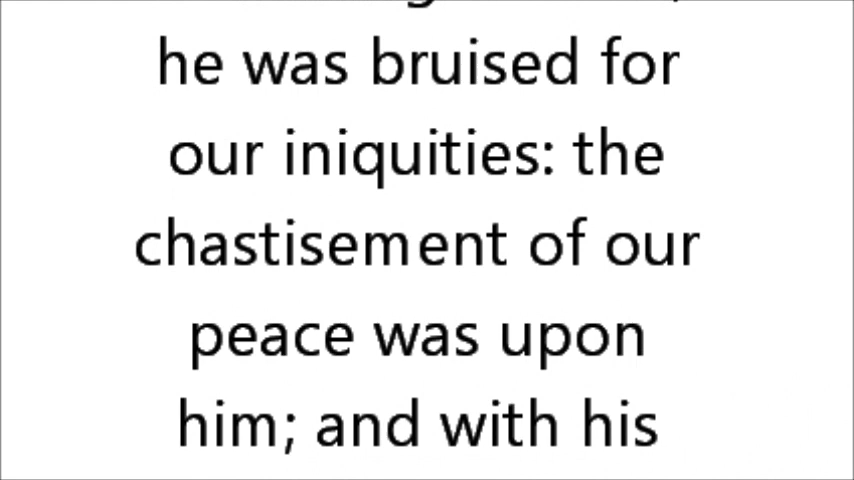 he was bruised for
our iniquities: the
chastisement of our
peace was upon
him; and with his